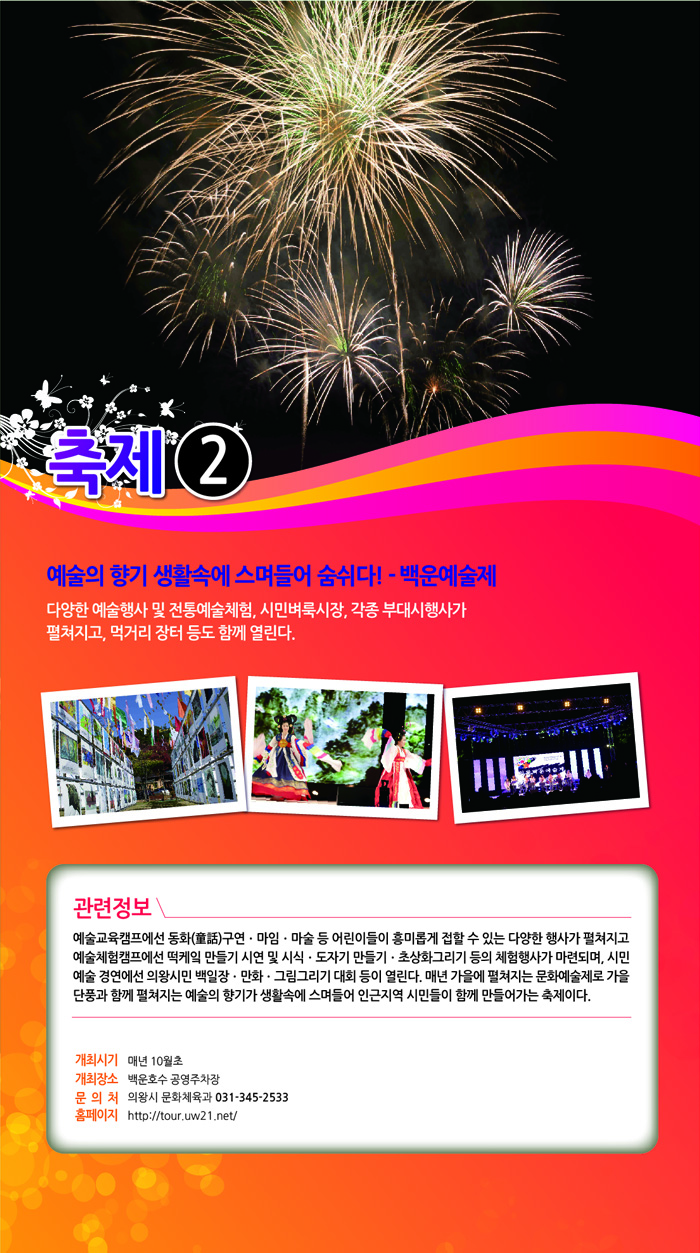 축제 2
예술의 향기 생활속에 스며들어 숨쉬다! - 백운예술제
다양한 예술행사 및 전통예술체험, 시민벼룩시장, 각종 부대시행사가
펼쳐지고, 먹거리 장터 등도 함께 열린다.
관련정보
예술교육캠프에선 동화(童話)구연 · 마임 · 마술 등 어린이들이 흥미롭게 접할 수 있는 다양한 행사가 펼쳐지고
예술체험캠프에선 떡케잌 만들기 시연 및 시식 · 도자기 만들기 · 초상화그리기 등의 체험행사가 마련되며, 시민
예술 경연에선 의왕시민 백일장 · 만화 · 그림그리기 대회 등이 열린다. 매년 가을에 펼쳐지는 문화예술제로 가을
단풍과 함께 펼쳐지는 예술의 향기가 생활속에 스며들어 인근지역 시민들이 함께 만들어가는 축제이다.
개최시기 매년 10월초
개최장소 백운호수 공영주차장
문 의 처 의왕시 문화체육과 031-345-2533
홈페이지 http://tour.uw21.net/